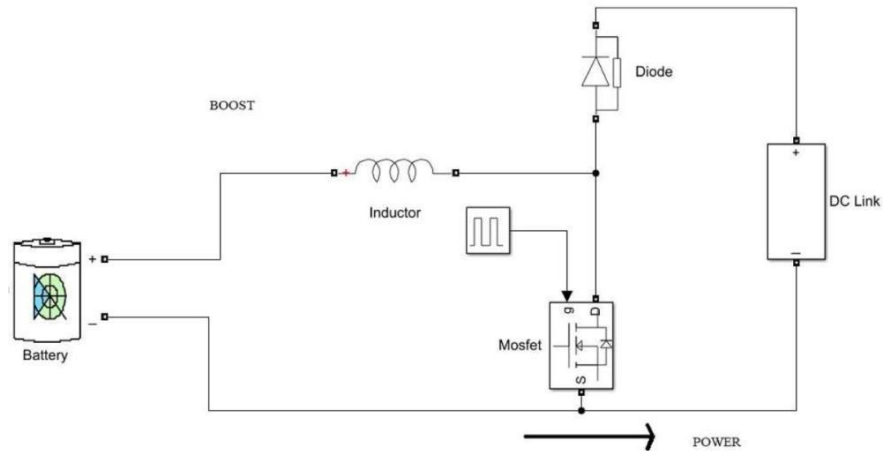 Diode
BOOST
+
DC Link
+
Inductor
+
–
–
Battery
g
D
Mosfet
S
POWER